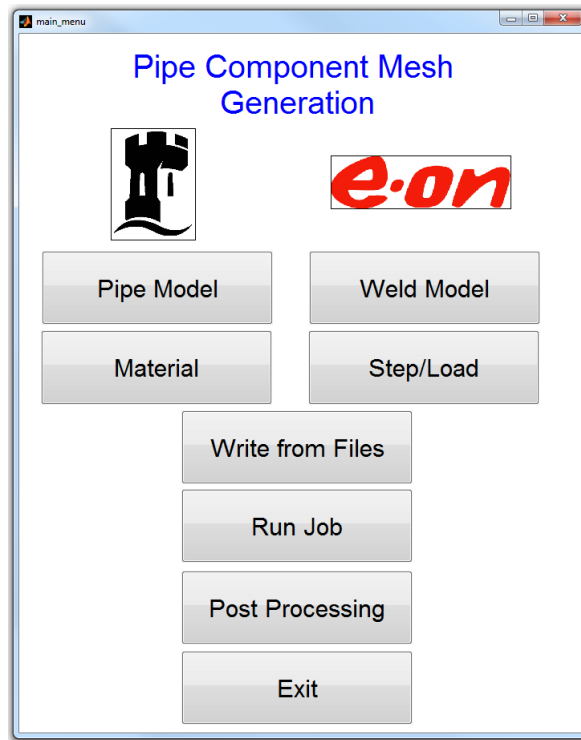 main_menu
Pipe Component Mesh
Generation
e·on
Pipe Model
Weld Model
Material
Step/Load
Write from Files
Run Job
Post Processing
Exit